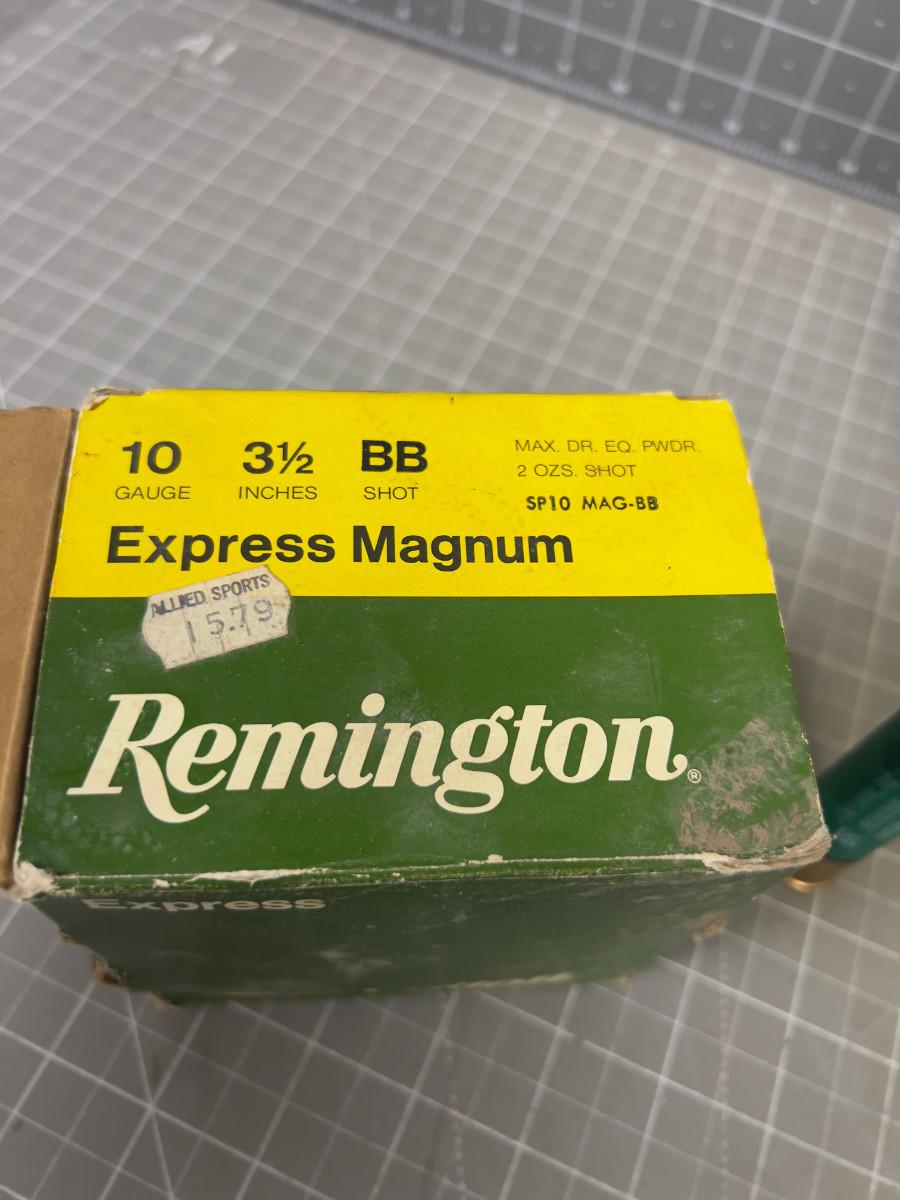 10 3½ BB
GAUGE INCHES SHOT
MAX. DR. EQ. PWDR.
2 OZS. SHOT
SP10 MAG-BB
Express Magnum
ALLIED SPORTS
15.79
Remington®
Express